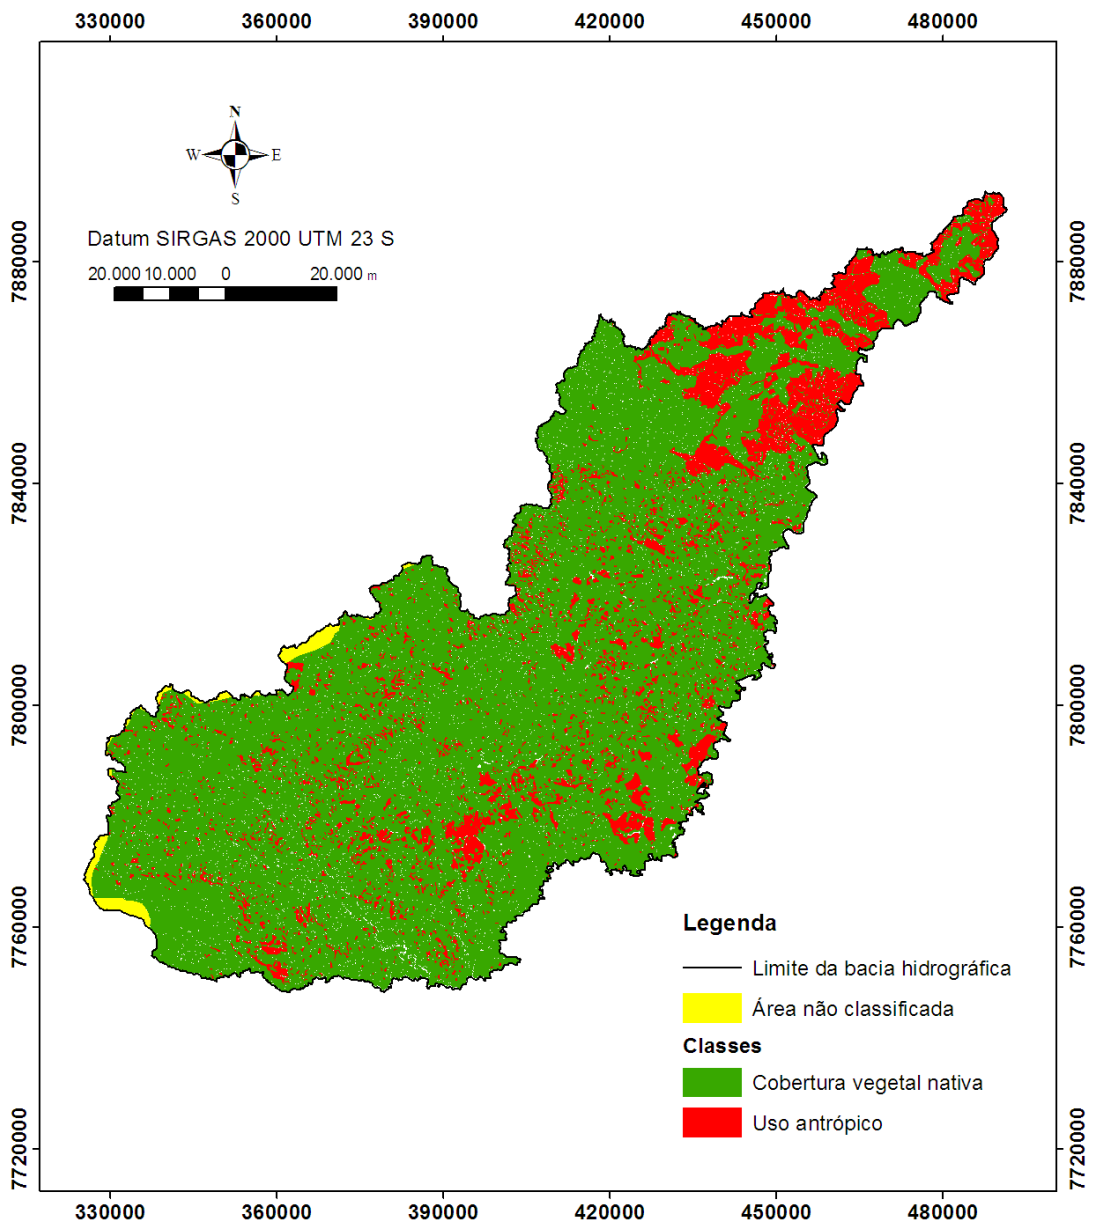 330000 360000 390000 420000 450000 480000
N
W E
S
Datum SIRGAS 2000 UTM 23 S
20.000 10.000 0 20.000 m
7880000 7880000
7840000 7840000
7800000 7800000
7760000 7760000
Legenda
Limite da bacia hidrográfica
Área não classificada
Classes
Cobertura vegetal nativa
Uso antrópico
7720000 7720000
330000 360000 390000 420000 450000 480000